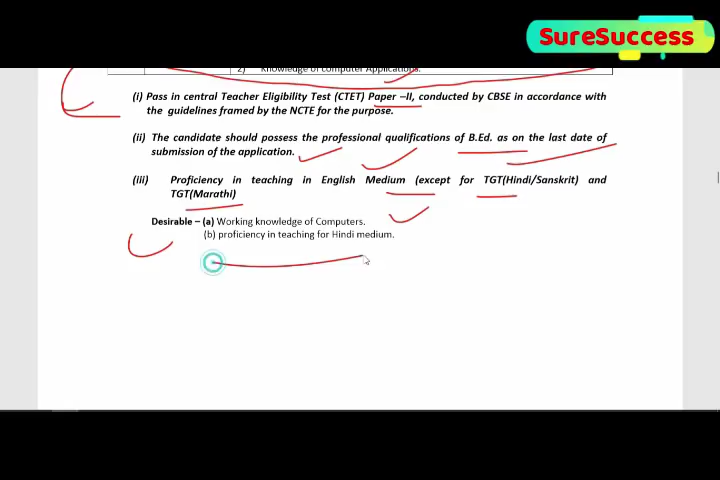 SureSuccess
2) Knowledge of Computer Applications.
(i) Pass in central Teacher Eligibility Test (CTET) Paper –II, conducted by CBSE in accordance with
the guidelines framed by the NCTE for the purpose.
(ii) The candidate should possess the professional qualifications of B.Ed. as on the last date of
submission of the application.
(iii) Proficiency in teaching in English Medium (except for TGT(Hindi/Sanskrit) and
TGT(Marathi)
Desirable – (a) Working knowledge of Computers.
(b) proficiency in teaching for Hindi medium.